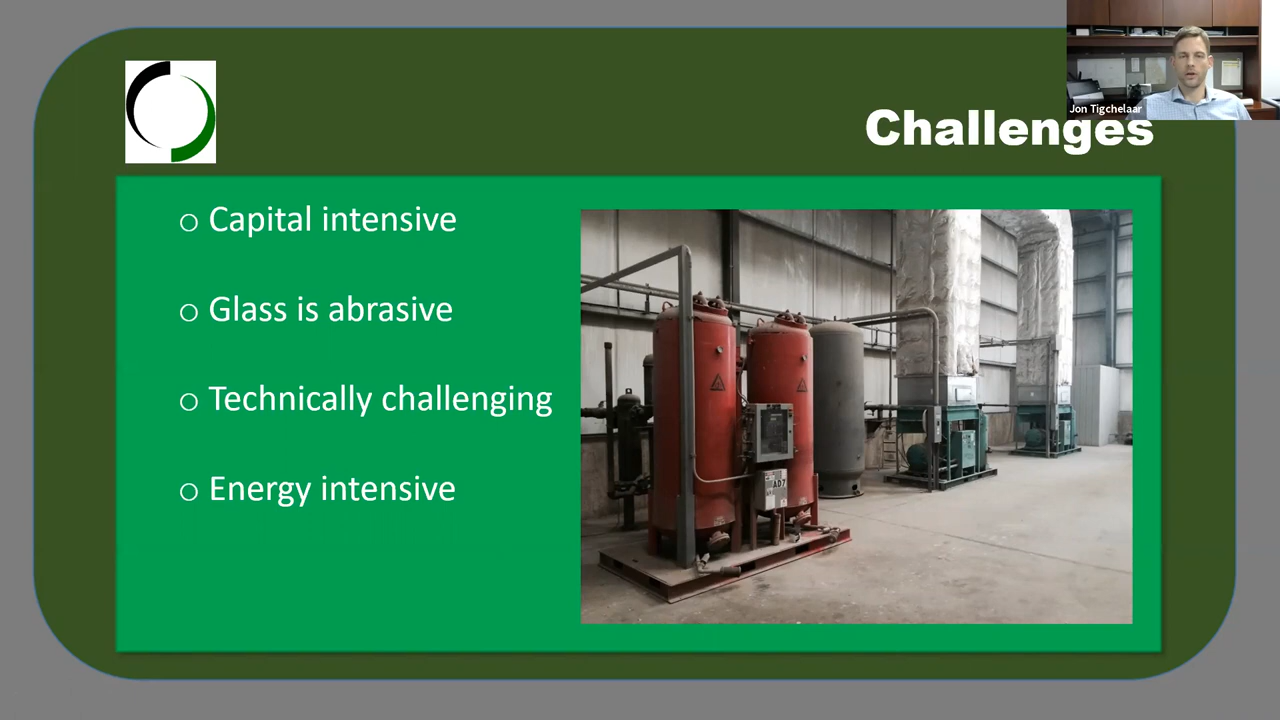 Jon Tigchelaar
Challenges
o Capital intensive
o Glass is abrasive
o Technically challenging
o Energy intensive
AD7